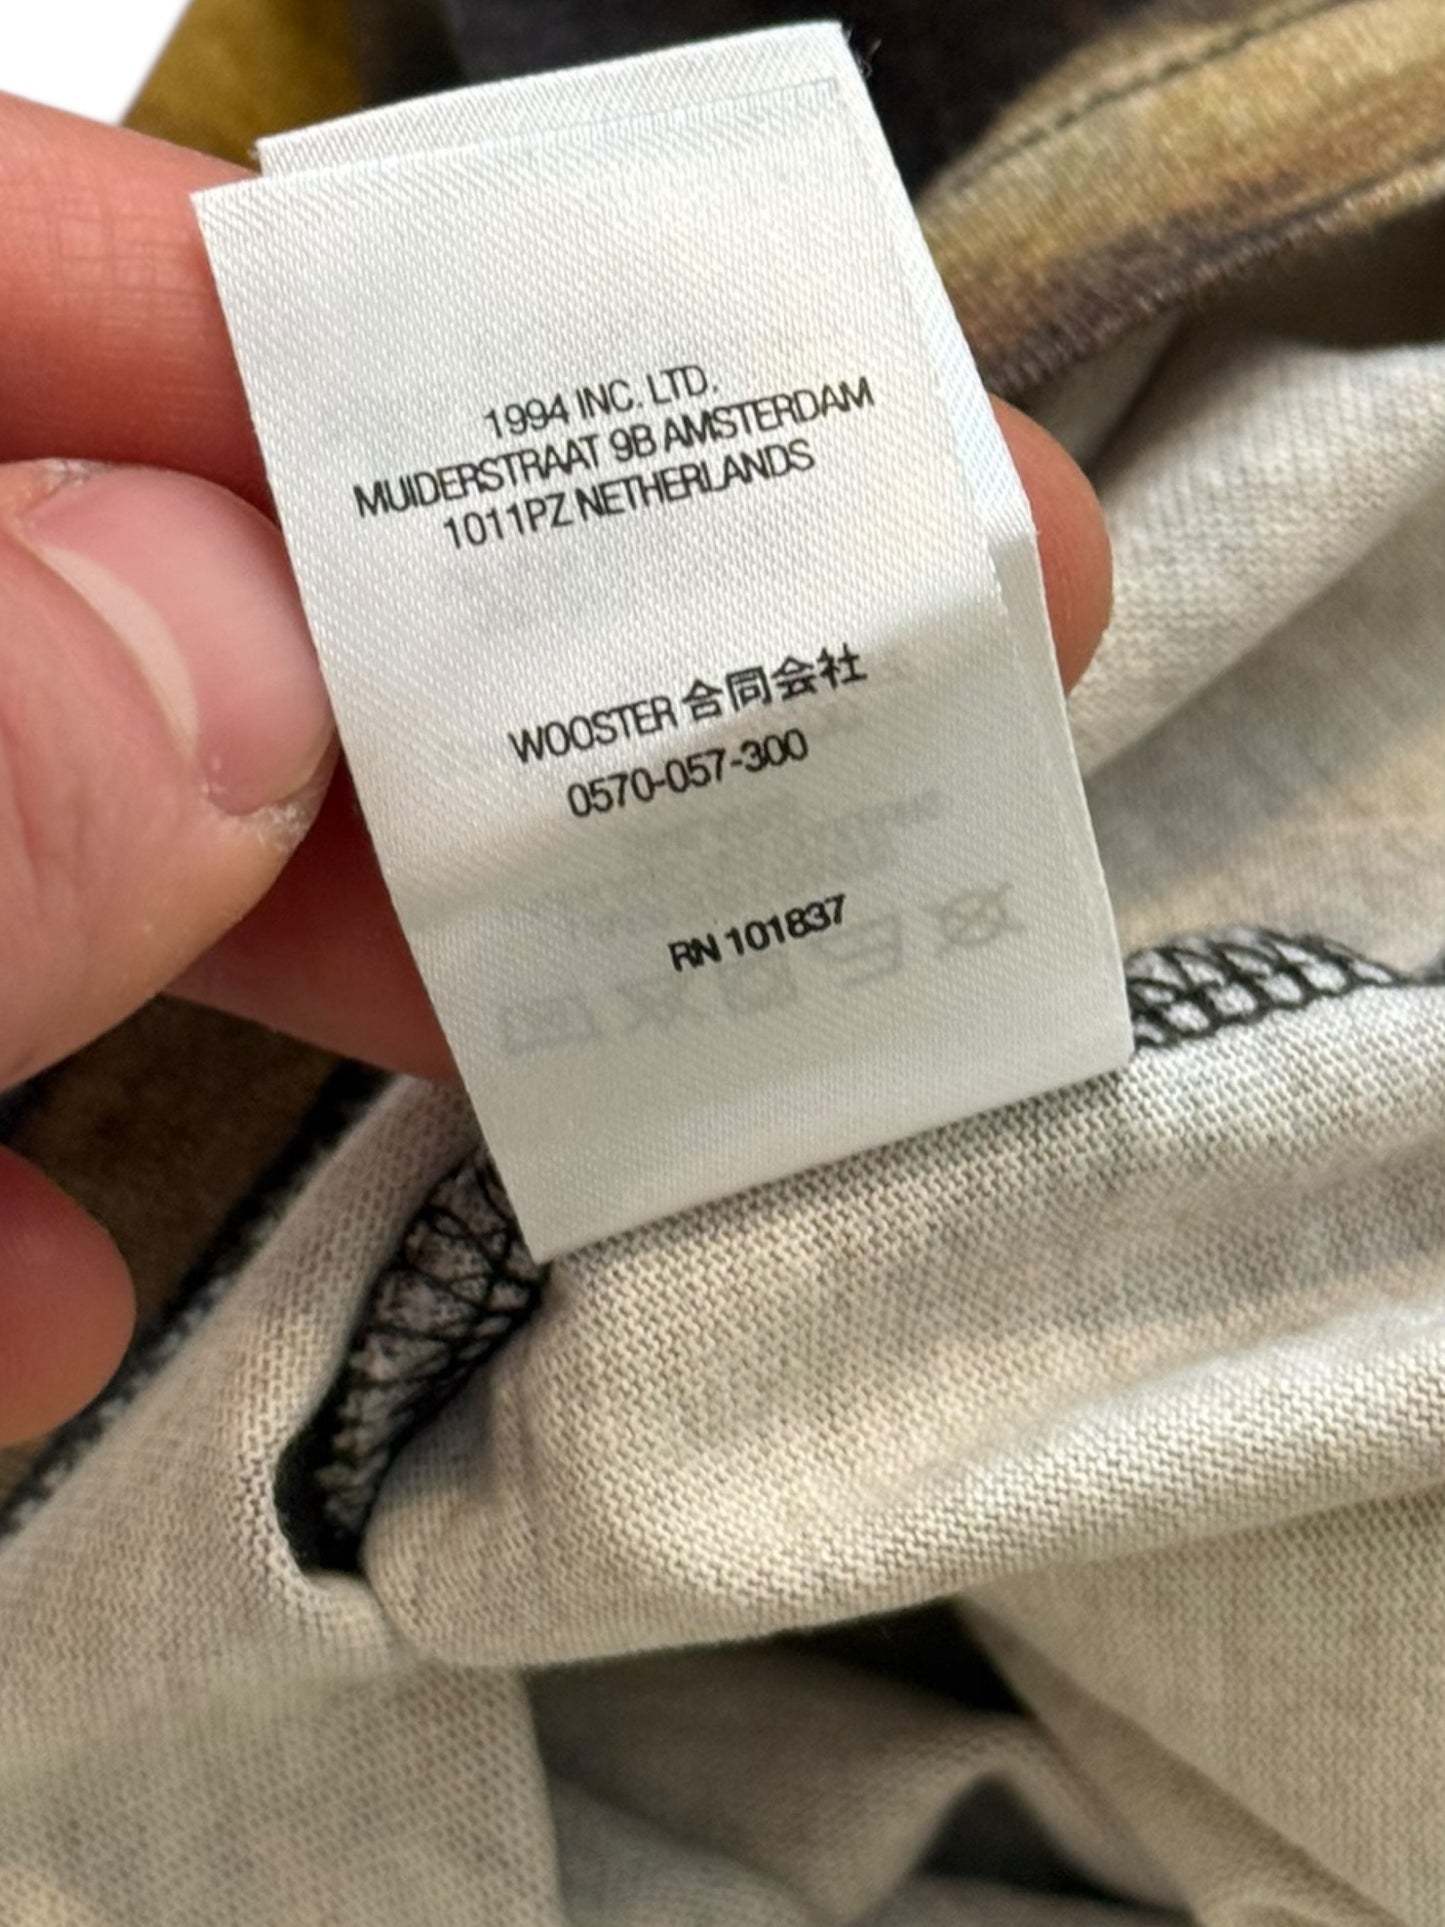 1994 INC. LTD.
MUIDERSTRAAT 9B AMSTERDAM
1011PZ NETHERLANDS
WOOSTER 合同会社
0570-057-300
RN 101837